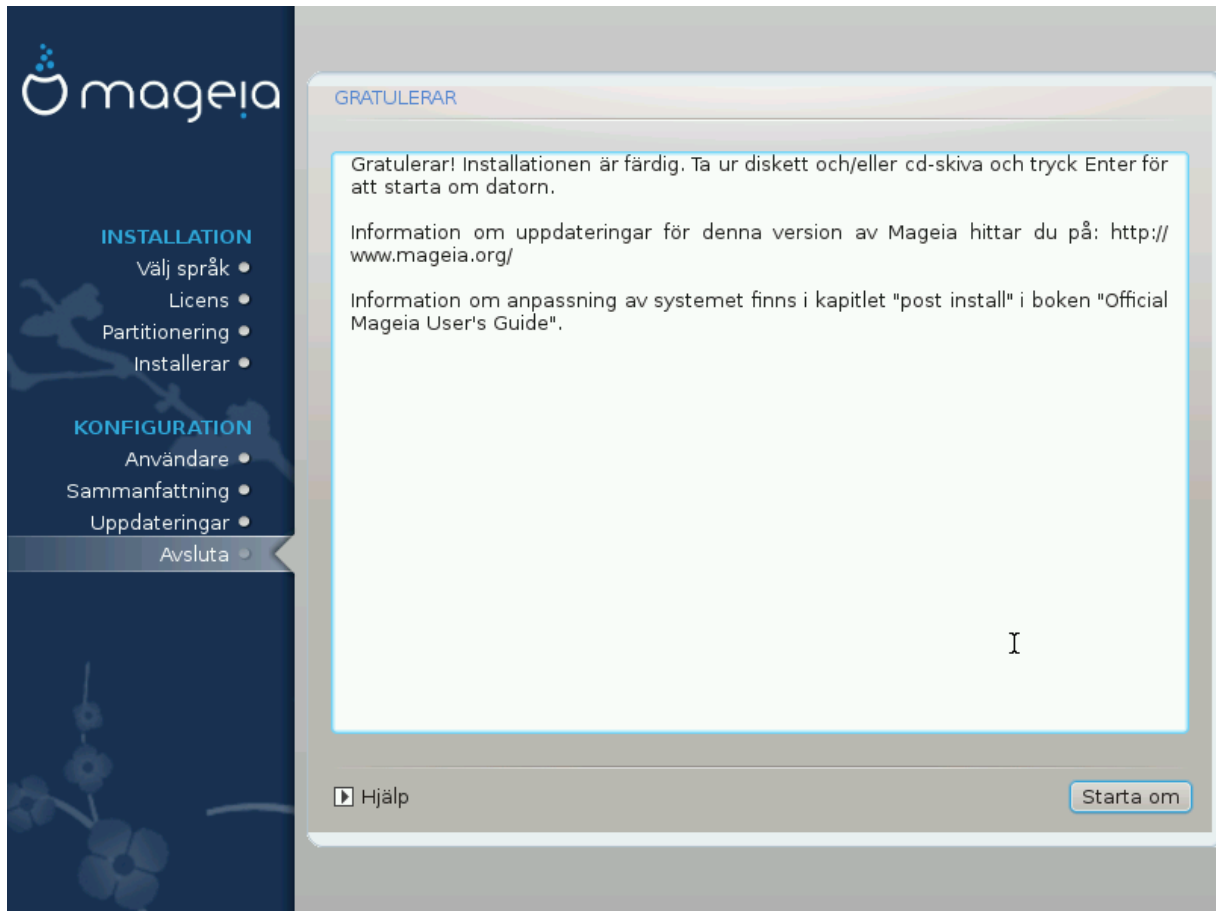 mageia
INSTALLATION
Välj språk
Licens
Partitionering
Installerar
KONFIGURATION
Användare
Sammanfattning
Uppdateringar
Avsluta
GRATULERAR
Gratulerar! Installationen är färdig. Ta ur diskett och/eller cd-skiva och tryck Enter för
att starta om datorn.
Information om uppdateringar för denna version av Mageia hittar du på: http://
www.mageia.org/
Information om anpassning av systemet finns i kapitlet "post install" i boken "Official
Mageia User's Guide".
Hjälp
Starta om